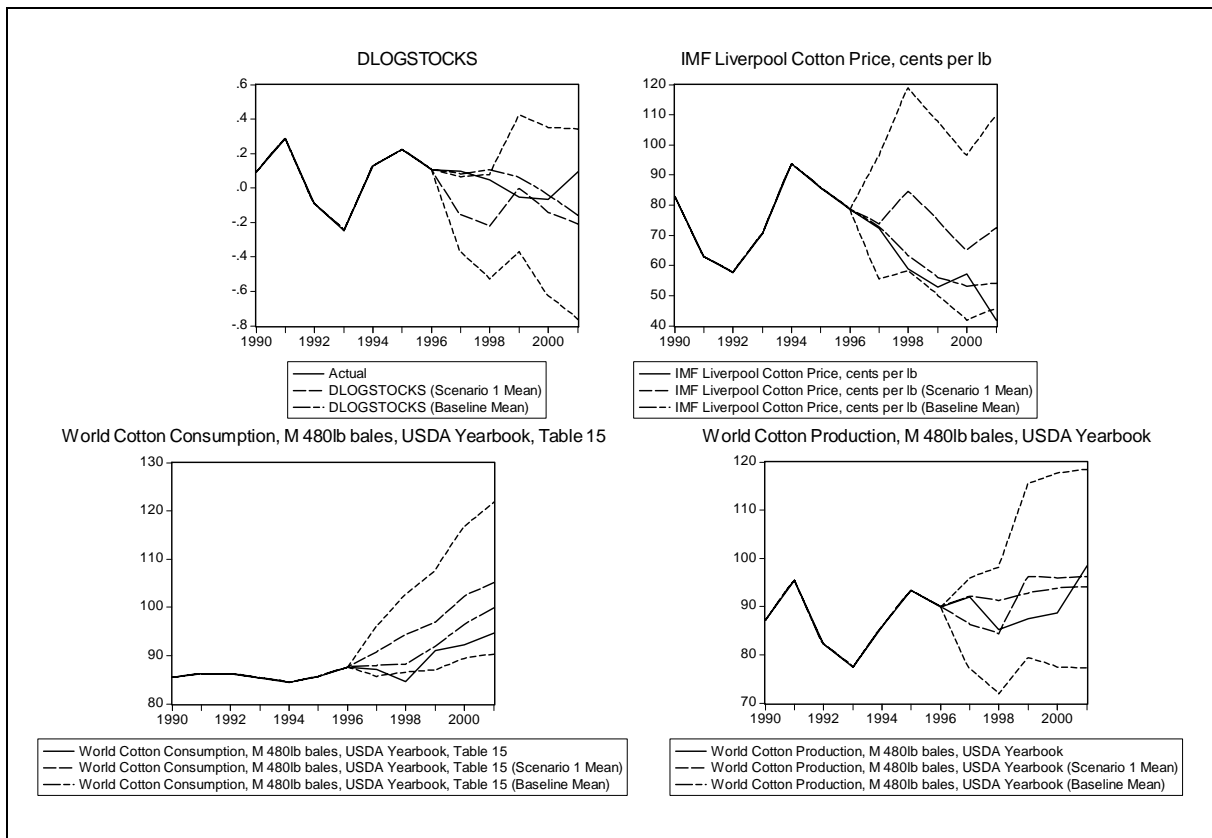 DLOGSTOCKS
.6
.4
.2
.0
-.2
-.4
-.6
-.8
1990 1992 1994 1996 1998 2000
Actual
DLOGSTOCKS (Scenario 1 Mean)
DLOGSTOCKS (Baseline Mean)
IMF Liverpool Cotton Price, cents per lb
120
110
100
90
80
70
60
50
40
1990 1992 1994 1996 1998 2000
IMF Liverpool Cotton Price, cents per lb
IMF Liverpool Cotton Price, cents per lb (Scenario 1 Mean)
IMF Liverpool Cotton Price, cents per lb (Baseline Mean)
World Cotton Consumption, M 480lb bales, USDA Yearbook, Table 15
130
120
110
100
90
80
1990 1992 1994 1996 1998 2000
World Cotton Consumption, M 480lb bales, USDA Yearbook, Table 15
World Cotton Consumption, M 480lb bales, USDA Yearbook, Table 15 (Scenario 1 Mean)
World Cotton Consumption, M 480lb bales, USDA Yearbook, Table 15 (Baseline Mean)
World Cotton Production, M 480lb bales, USDA Yearbook
120
110
100
90
80
70
1990 1992 1994 1996 1998 2000
World Cotton Production, M 480lb bales, USDA Yearbook
World Cotton Production, M 480lb bales, USDA Yearbook (Scenario 1 Mean)
World Cotton Production, M 480lb bales, USDA Yearbook (Baseline Mean)